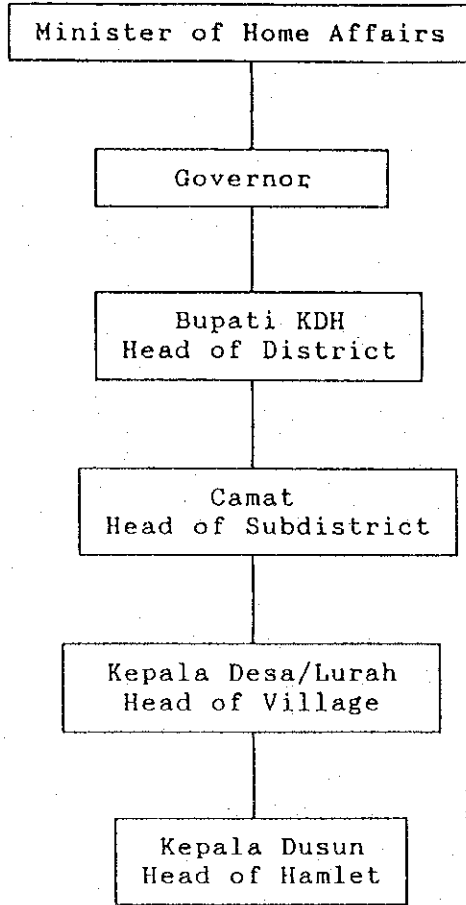 Minister of Home Affairs
Governor
Bupati KDH
Head of District
Camat
Head of Subdistrict
Kepala Desa/Lurah
Head of Village
Kepala Dusun
Head of Hamlet